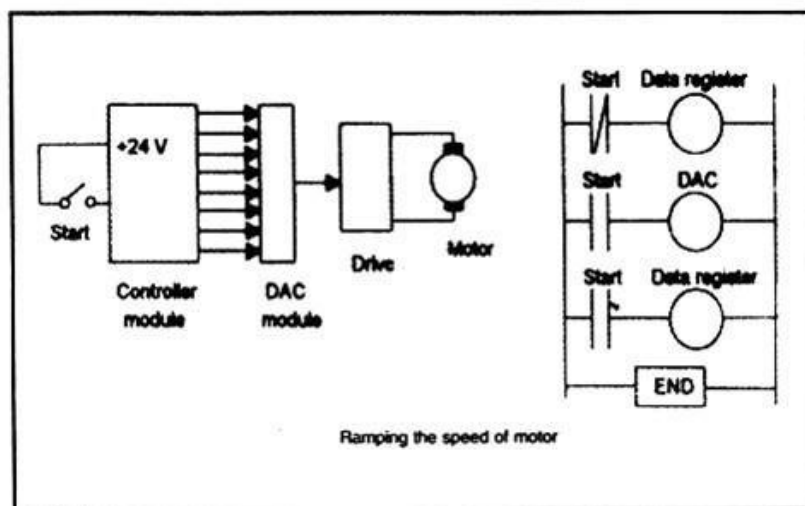 +24 V
Start
Controller
module
DAC
module
Drive
Motor
Start Data register
Start DAC
Start Data register
END
Ramping the speed of motor